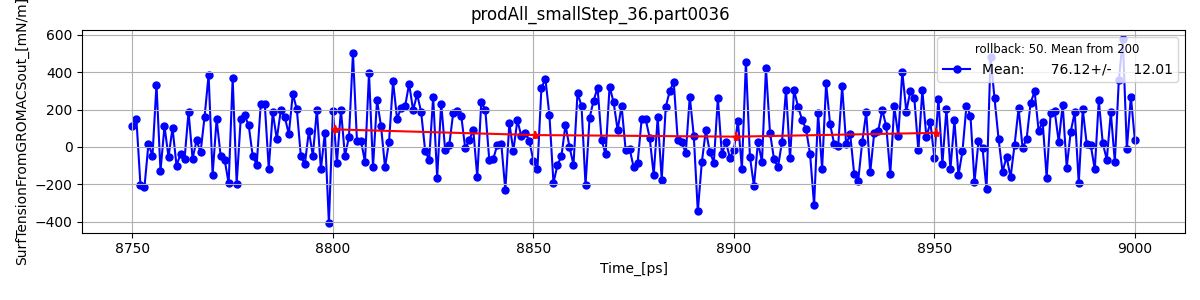 prodAll_smallStep_36.part0036
SurfTensionFromGROMACSout_[mN/m]
600
400
200
0
−200
−400
rollback: 50. Mean from 200
Mean: 76.12+/- 12.01
8750 8800 8850 8900 8950 9000
Time_[ps]